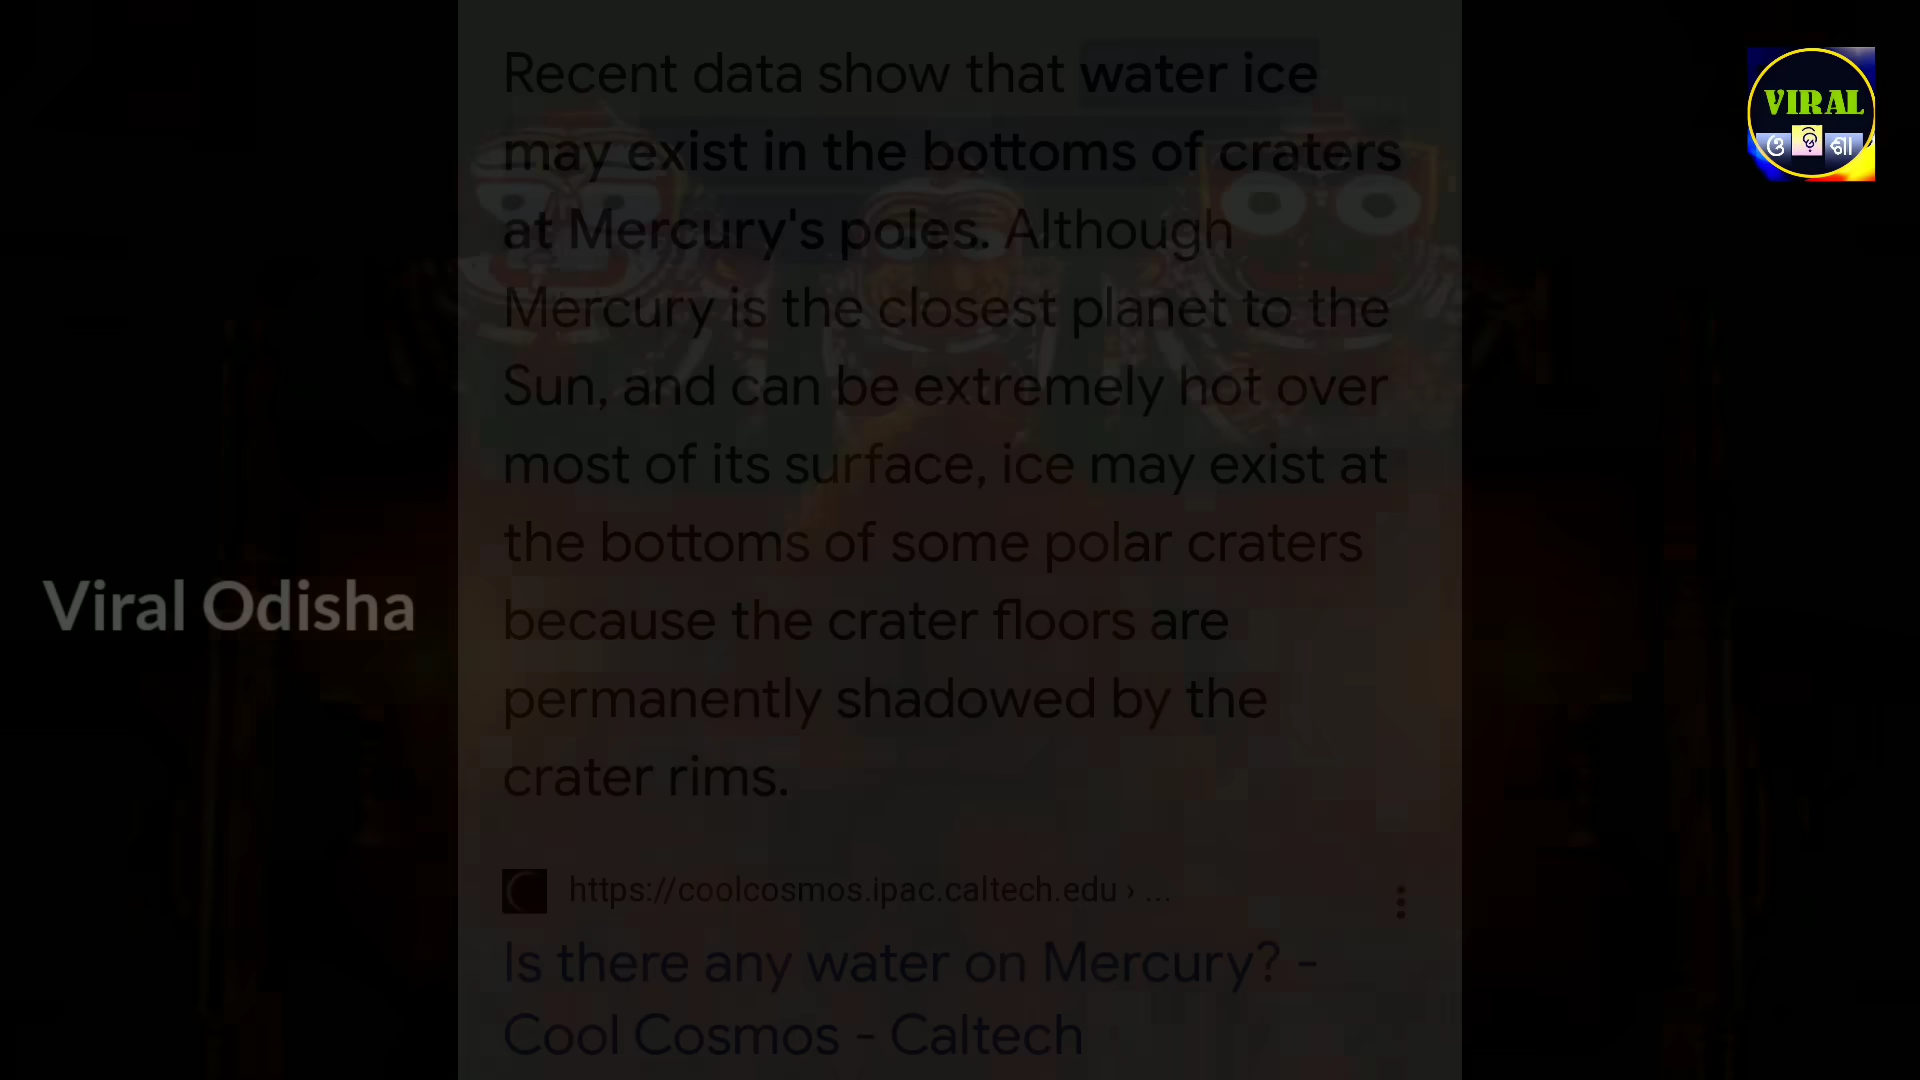 Recent data show that water ice
may exist in the bottoms of craters
at Mercury's poles. Although
Mercury is the closest planet to the
Sun, and can be extremely hot over
most of its surface, ice may exist at
the bottoms of some polar craters
because the crater floors are
permanently shadowed by the
crater rims.
https://coolcosmos.ipac.caltech.edu › ...
Is there any water on Mercury? -
Cool Cosmos - Caltech
Viral Odisha
VIRAL
ଓଡ଼ିଶା